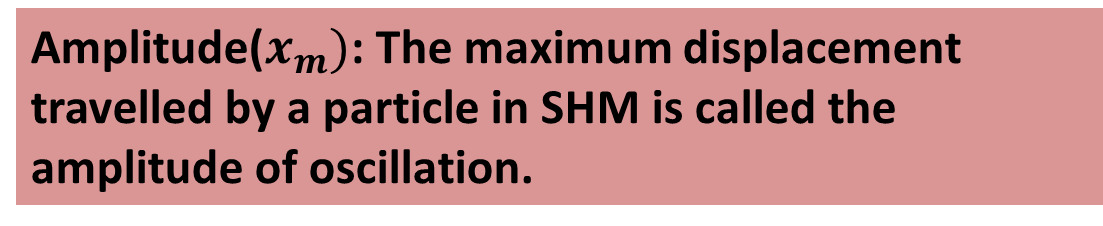 Amplitude(𝑥ₘ): The maximum displacement
travelled by a particle in SHM is called the
amplitude of oscillation.